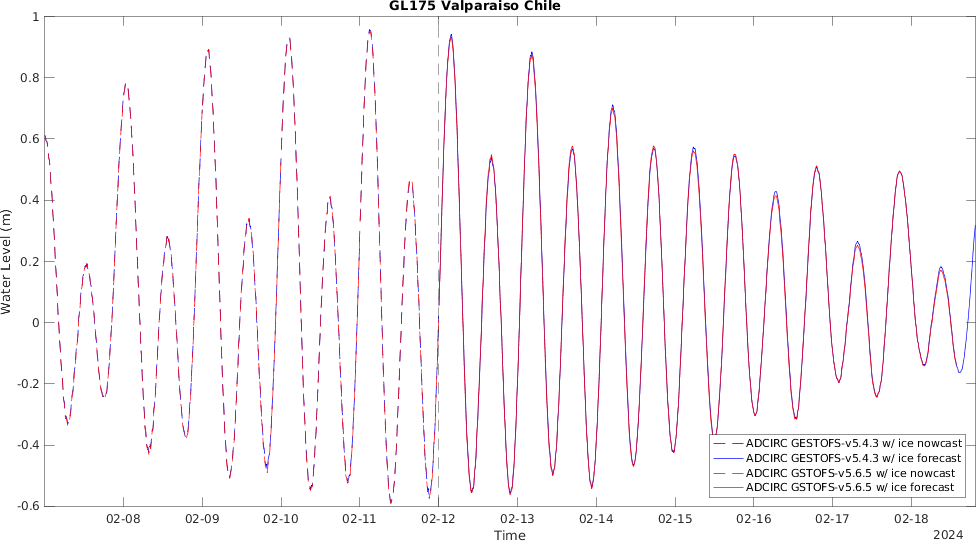 GL175 Valparaiso Chile
1
0.8
0.6
0.4
0.2
0
-0.2
-0.4
-0.6
Water Level (m)
ADCIRC GESTOFS-v5.4.3 w/ ice nowcast
ADCIRC GESTOFS-v5.4.3 w/ ice forecast
ADCIRC GSTOFS-v5.6.5 w/ ice nowcast
ADCIRC GSTOFS-v5.6.5 w/ ice forecast
02-08 02-09 02-10 02-11 02-12 02-13 02-14 02-15 02-16 02-17 02-18
Time
2024